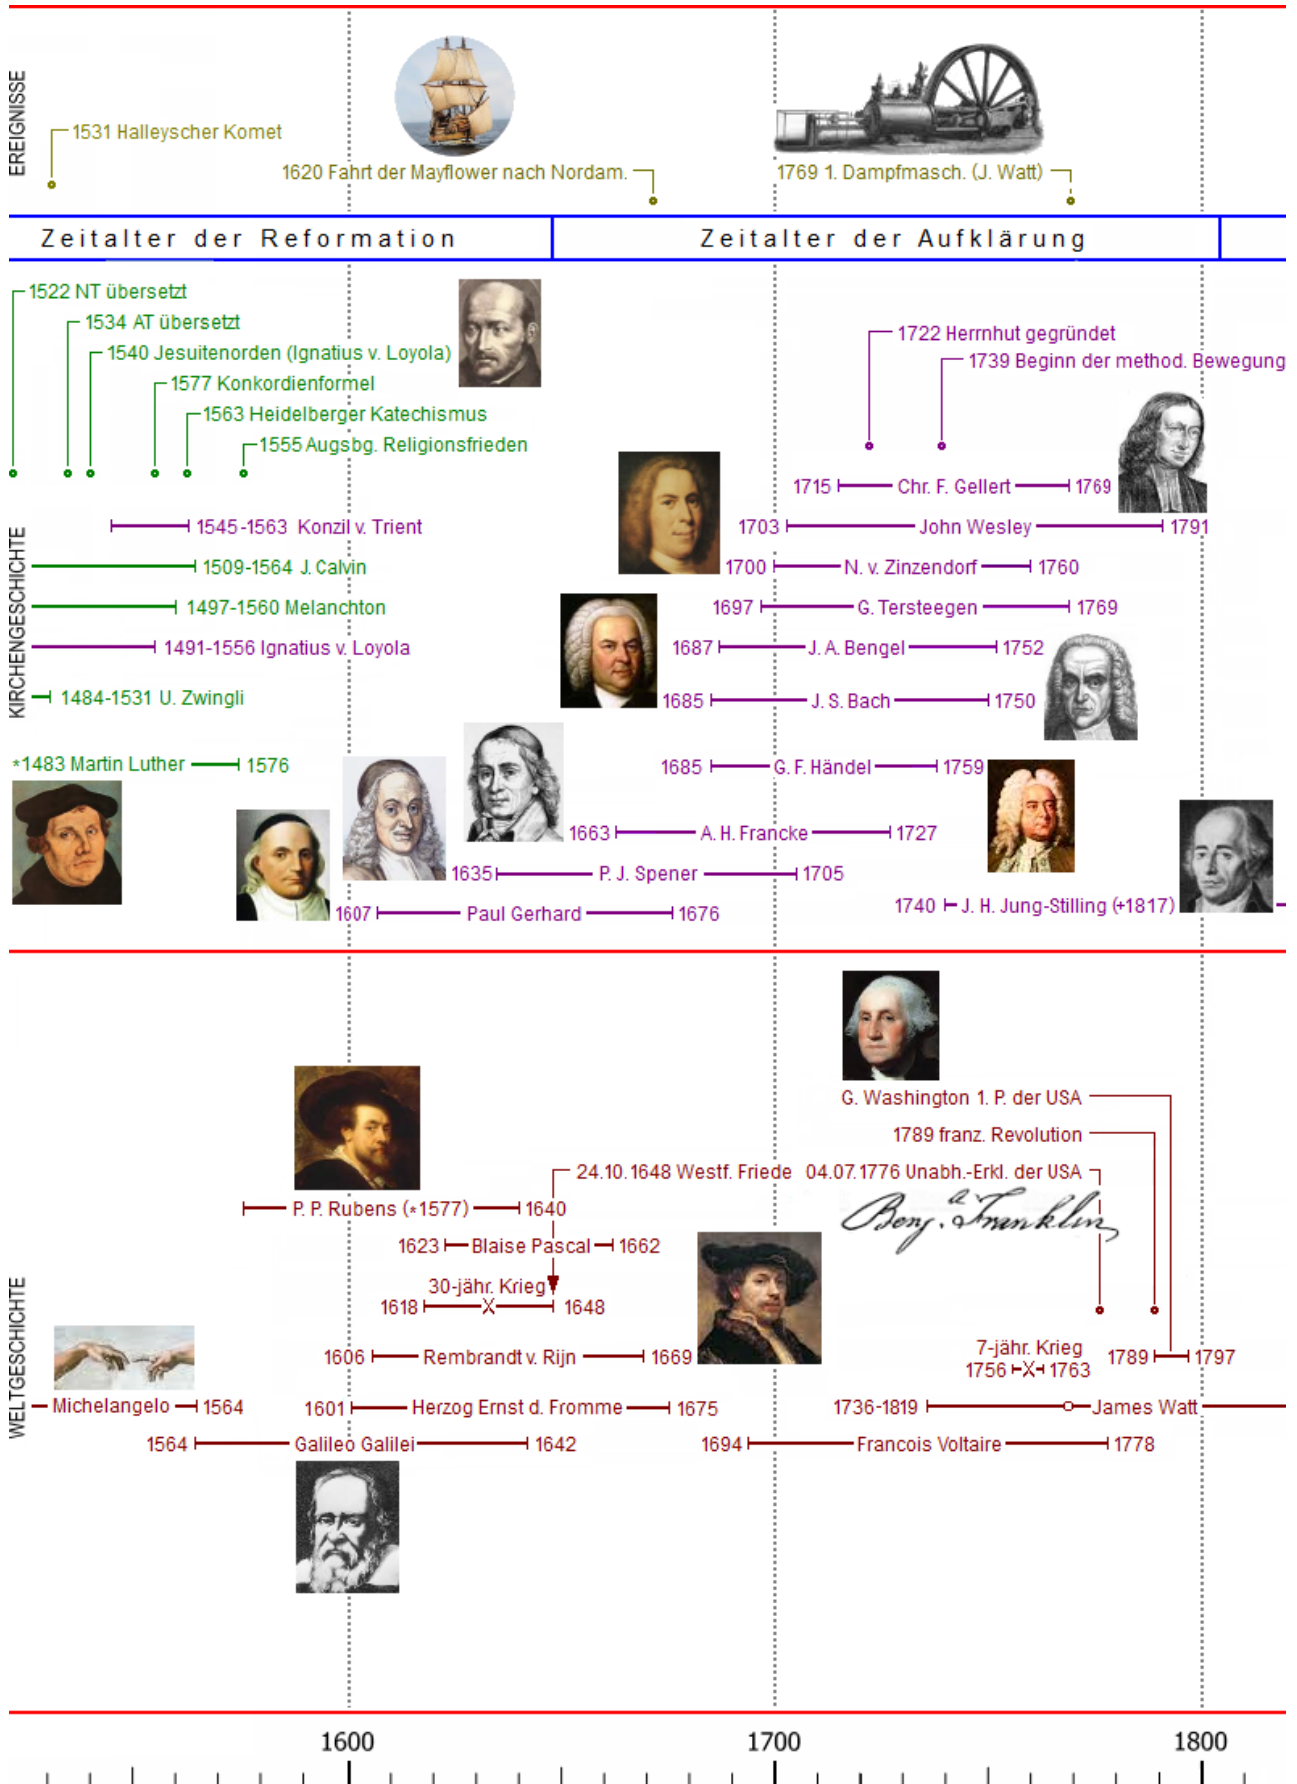 EREIGNISSE
1531 Halleyscher Komet
1620 Fahrt der Mayflower nach Nordam.
1769 1. Dampfmasch. (J. Watt)
Zeitalter der Reformation
Zeitalter der Aufklärung
KIRCHENGESCHICHTE
1522 NT übersetzt
1534 AT übersetzt
1540 Jesuitenorden (Ignatius v. Loyola)
1577 Konkordienformel
1563 Heidelberger Katechismus
1555 Augsbg. Religionsfrieden
1722 Herrnhut gegründet
1739 Beginn der method. Bewegung
1715 Chr. F. Gellert 1769
1545-1563 Konzil v. Trient
1703 John Wesley 1791
1509-1564 J. Calvin
1700 N. v. Zinzendorf 1760
1497-1560 Melanchton
1697 G. Tersteegen 1769
1491-1556 Ignatius v. Loyola
1687 J. A. Bengel 1752
1484-1531 U. Zwingli
1685 J. S. Bach 1750
*1483 Martin Luther 1576
1685 G. F. Händel 1759
1663 A. H. Francke 1727
1635 P. J. Spener 1705
1607 Paul Gerhard 1676
1740 J. H. Jung-Stilling (+1817)
WELTGESCHICHTE
G. Washington 1. P. der USA
1789 franz. Revolution
24.10.1648 Westf. Friede
04.07.1776 Unabh.-Erkl. der USA
Benj. Franklin
P. P. Rubens (*1577) 1640
1623 Blaise Pascal 1662
30-jähr. Krieg
1618 1648
1606 Rembrandt v. Rijn 1669
7-jähr. Krieg
1756 1763
1789 1797
Michelangelo 1564
1601 Herzog Ernst d. Fromme 1675
1736-1819 James Watt
1564 Galileo Galilei 1642
1694 Francois Voltaire 1778
1600 1700 1800